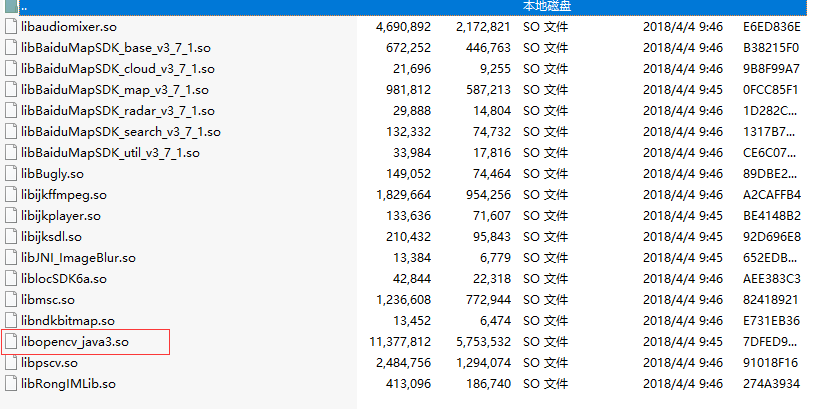 .. 本地磁盘
libaudiomixer.so 4,690,892 2,172,821 SO 文件 2018/4/4 9:46 E6ED836E
libBaiduMapSDK_base_v3_7_1.so 672,252 446,763 SO 文件 2018/4/4 9:46 B38215F0
libBaiduMapSDK_cloud_v3_7_1.so 21,696 9,255 SO 文件 2018/4/4 9:46 9B8F99A7
libBaiduMapSDK_map_v3_7_1.so 981,812 587,213 SO 文件 2018/4/4 9:45 0FCC85F1
libBaiduMapSDK_radar_v3_7_1.so 29,888 14,804 SO 文件 2018/4/4 9:46 1D282C...
libBaiduMapSDK_search_v3_7_1.so 132,332 74,732 SO 文件 2018/4/4 9:46 1317B7...
libBaiduMapSDK_util_v3_7_1.so 33,984 17,816 SO 文件 2018/4/4 9:46 CE6C07...
libBugly.so 149,052 74,464 SO 文件 2018/4/4 9:46 89DBE2...
libijkffmpeg.so 1,829,664 954,256 SO 文件 2018/4/4 9:46 A2CAFFB4
libijkplayer.so 133,636 71,607 SO 文件 2018/4/4 9:45 BE4148B2
libijksdl.so 210,432 95,843 SO 文件 2018/4/4 9:45 92D696E8
libJNI_ImageBlur.so 13,384 6,779 SO 文件 2018/4/4 9:45 652EDB...
liblocSDK6a.so 42,844 22,318 SO 文件 2018/4/4 9:46 AEE383C3
libmsc.so 1,236,608 772,944 SO 文件 2018/4/4 9:46 82418921
libndkbitmap.so 13,452 6,474 SO 文件 2018/4/4 9:46 E731EB36
libopencv_java3.so 11,377,812 5,753,532 SO 文件 2018/4/4 9:45 7DFED9...
libpscv.so 2,484,756 1,294,074 SO 文件 2018/4/4 9:46 91018F16
libRongIMLib.so 413,096 186,740 SO 文件 2018/4/4 9:46 274A3934